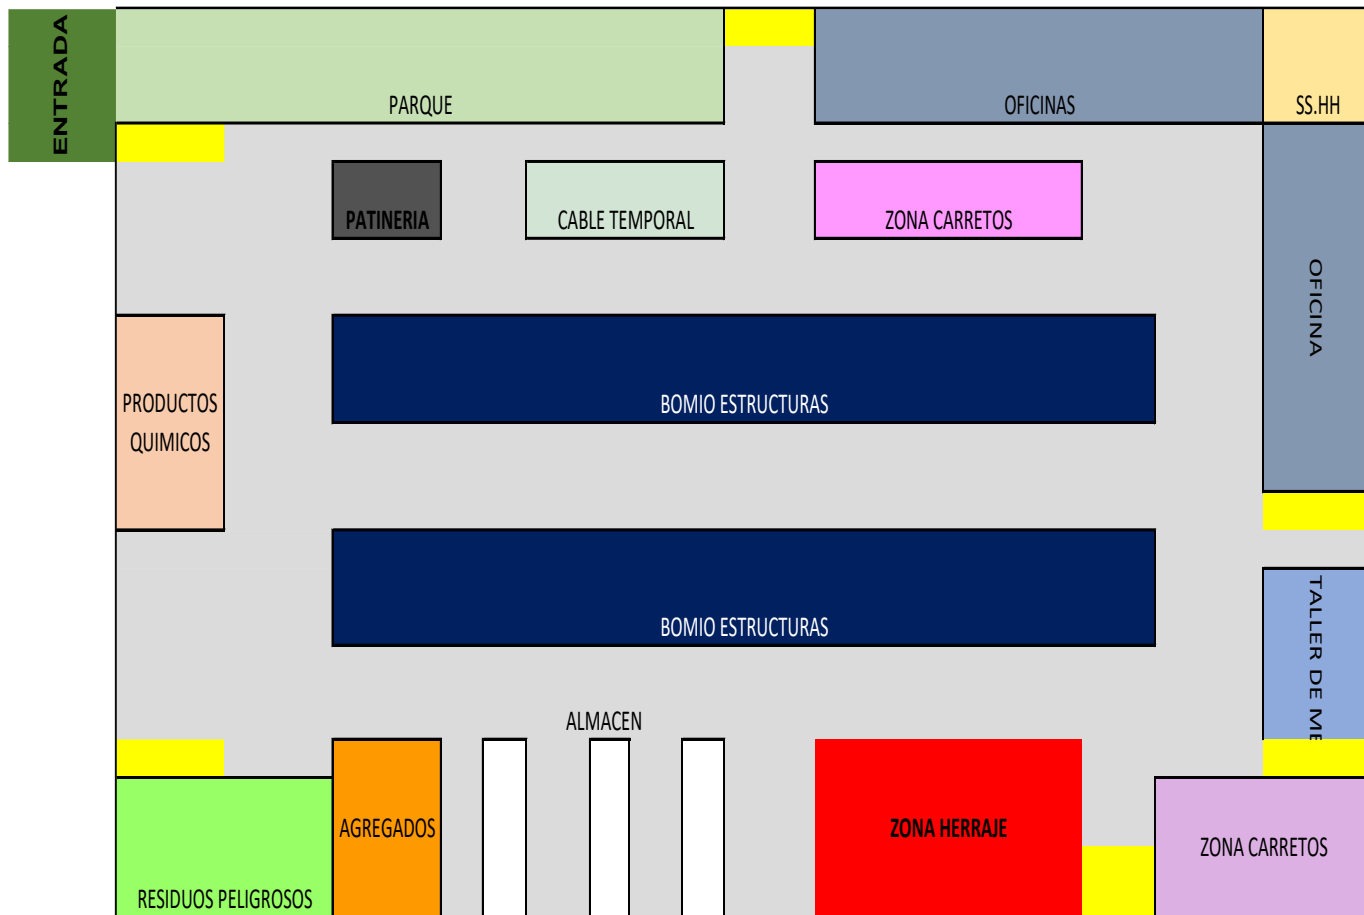 ENTRADA
PARQUE
OFICINAS
SS.HH
PATINERIA
CABLE TEMPORAL
ZONA CARRETOS
OFICINA
PRODUCTOS
QUIMICOS
BOMIO ESTRUCTURAS
BOMIO ESTRUCTURAS
TALLER DE ME
ALMACEN
AGREGADOS
ZONA HERRAJE
ZONA CARRETOS
RESIDUOS PELIGROSOS